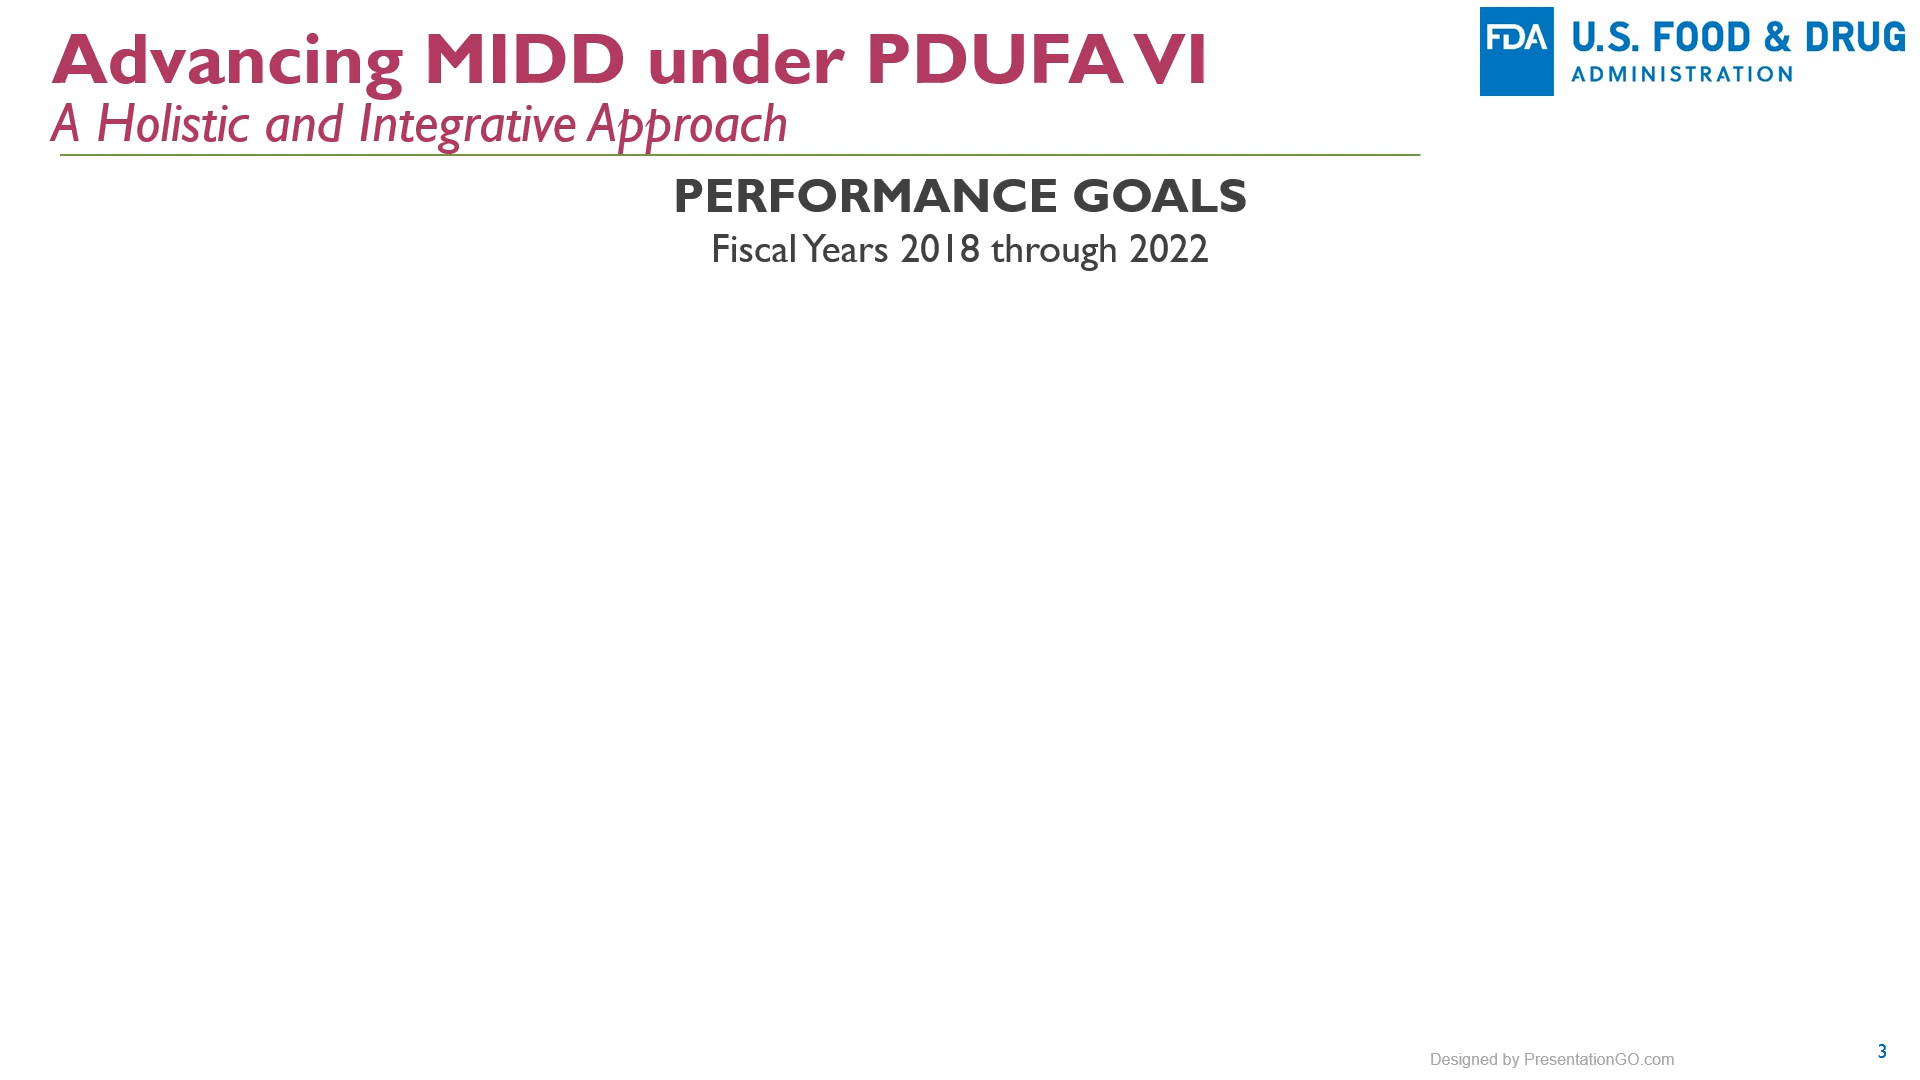 Advancing MIDD under PDUFA VI
A Holistic and Integrative Approach
FDA U.S. FOOD & DRUG
ADMINISTRATION
PERFORMANCE GOALS
Fiscal Years 2018 through 2022
Designed by PresentationGO.com
3